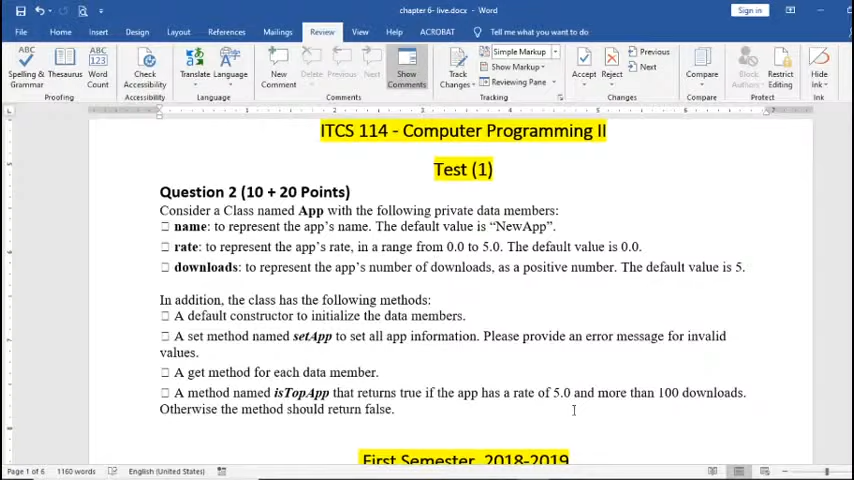 chapter 6- live.docx - Word
Sign in
File Home Insert Draw Design Layout References Mailings Review View Help ACROBAT Tell me what you want to do
ABC Spelling & Grammar
Thesaurus
ABC 123 Word Count
Check Accessibility
Translate
Language
New Comment
Delete
Previous
Next
Show Comments
Track Changes
Simple Markup
Show Markup
Reviewing Pane
Accept
Reject
Previous
Next
Compare
Block Authors
Restrict Editing
Hide Ink
Proofing Accessibility Language Comments Tracking Changes Compare Protect Ink
ITCS 114 - Computer Programming II
Test (1)
Question 2 (10 + 20 Points)
Consider a Class named App with the following private data members:
☐ name: to represent the app's name. The default value is “NewApp”.
☐ rate: to represent the app's rate, in a range from 0.0 to 5.0. The default value is 0.0.
☐ downloads: to represent the app's number of downloads, as a positive number. The default value is 5.
In addition, the class has the following methods:
☐ A default constructor to initialize the data members.
☐ A set method named setApp to set all app information. Please provide an error message for invalid
values.
☐ A get method for each data member.
☐ A method named isTopApp that returns true if the app has a rate of 5.0 and more than 100 downloads.
Otherwise the method should return false.
First Semester, 2018-2019
Page 1 of 6 1160 words English (United States)